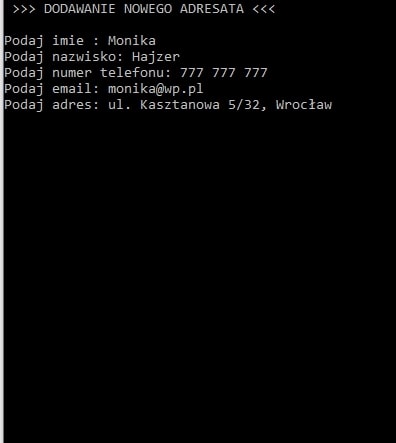 >>> DODAWANIE NOWEGO ADRESATA <<<
Podaj imie : Monika
Podaj nazwisko: Hajzer
Podaj numer telefonu: 777 777 777
Podaj email: monika@wp.pl
Podaj adres: ul. Kasztanowa 5/32, Wrocław